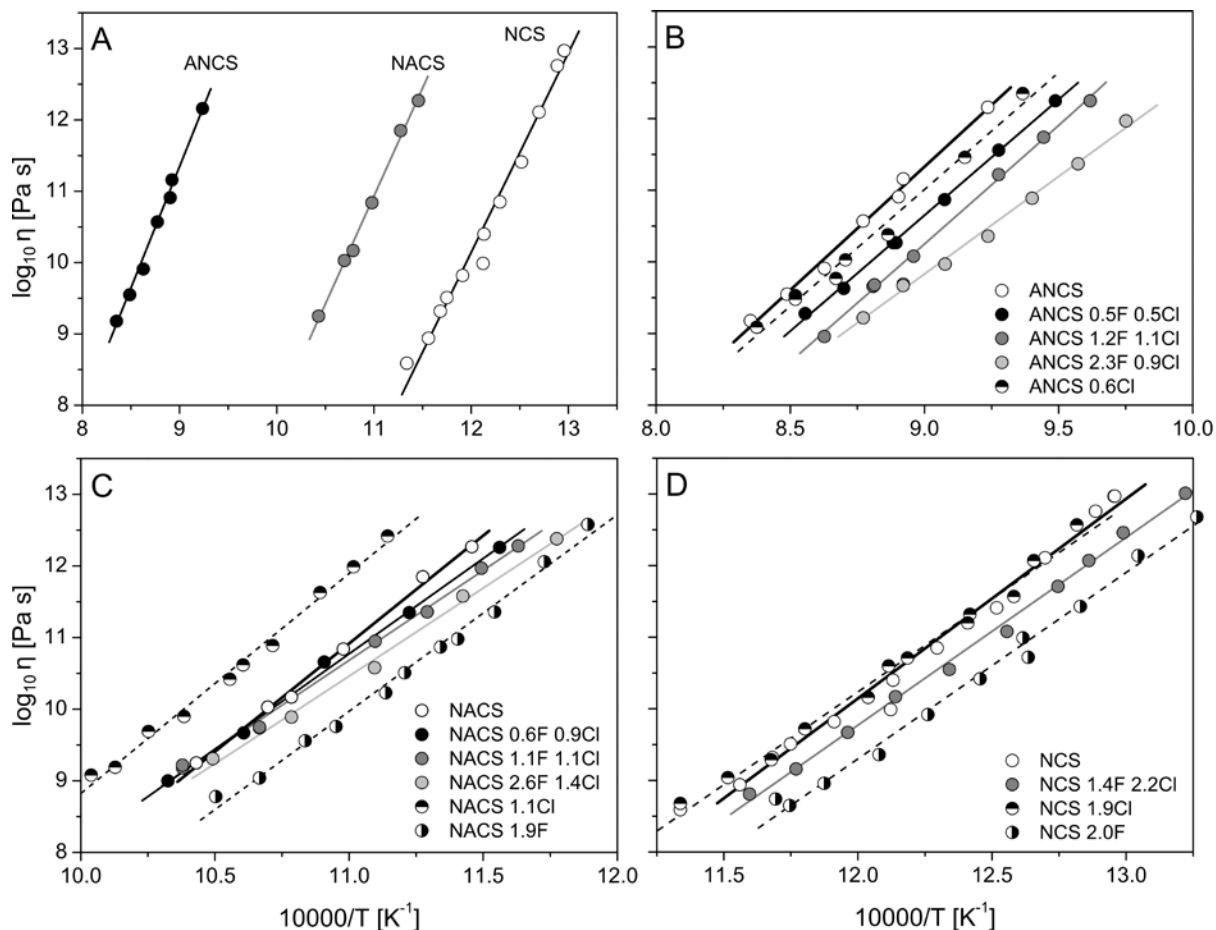 A
ANCS
NACS
NCS
13
12
11
10
9
8
log10 η [Pa s]
8
9
10
11
12
13
B
ANCS
ANCS 0.5F 0.5Cl
ANCS 1.2F 1.1Cl
ANCS 2.3F 0.9Cl
ANCS 0.6Cl
8.0
8.5
9.0
9.5
10.0
C
13
12
11
10
9
8
log10 η [Pa s]
NACS
NACS 0.6F 0.9Cl
NACS 1.1F 1.1Cl
NACS 2.6F 1.4Cl
NACS 1.1Cl
NACS 1.9F
10.0
10.5
11.0
11.5
12.0
10000/T [K⁻¹]
D
NCS
NCS 1.4F 2.2Cl
NCS 1.9Cl
NCS 2.0F
11.5
12.0
12.5
13.0
10000/T [K⁻¹]